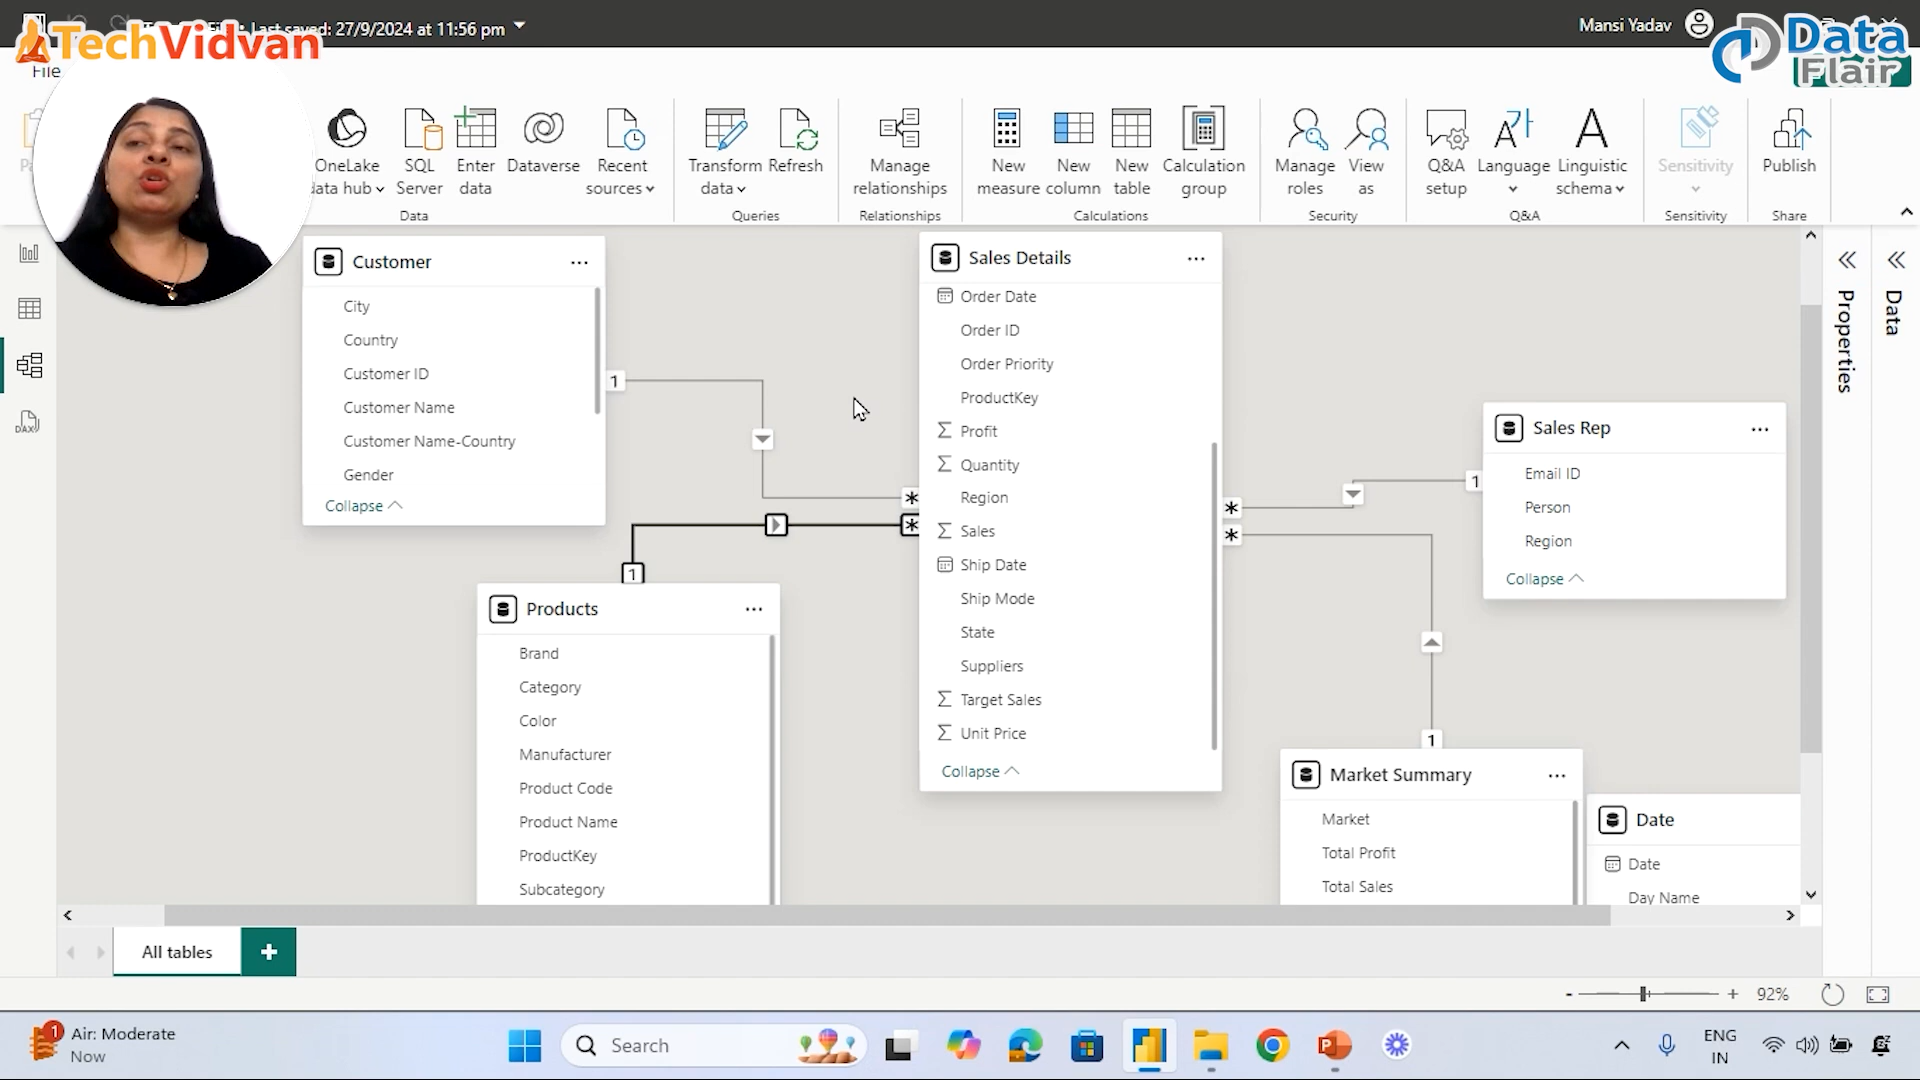 TechVidvan
Last saved: 27/9/2024 at 11:56 pm
Mansi Yadav
Data
Flair
File
OneLake
data hub
SQL
Server
Enter
data
Dataverse
Recent
sources
Transform
data
Refresh
Manage
relationships
New
measure
New
column
New
table
Calculation
group
Manage
roles
View
as
Q&A
setup
Language
Linguistic
schema
Sensitivity
Publish
Data
Queries
Relationships
Calculations
Security
Q&A
Sensitivity
Share
Customer
City
Country
Customer ID
Customer Name
Customer Name-Country
Gender
Collapse
1
*
Sales Details
Order Date
Order ID
Order Priority
ProductKey
Σ Profit
Σ Quantity
Region
Σ Sales
Ship Date
Ship Mode
State
Suppliers
Σ Target Sales
Σ Unit Price
Collapse
*
1
*
*
1
Sales Rep
Email ID
Person
Region
Collapse
Products
Brand
Category
Color
Manufacturer
Product Code
Product Name
ProductKey
Subcategory
1
Market Summary
Market
Total Profit
Total Sales
Date
Date
Day Name
Properties
Data
DAX
All tables
+
- + 92%
1
Air: Moderate
Now
Search
ENG
IN